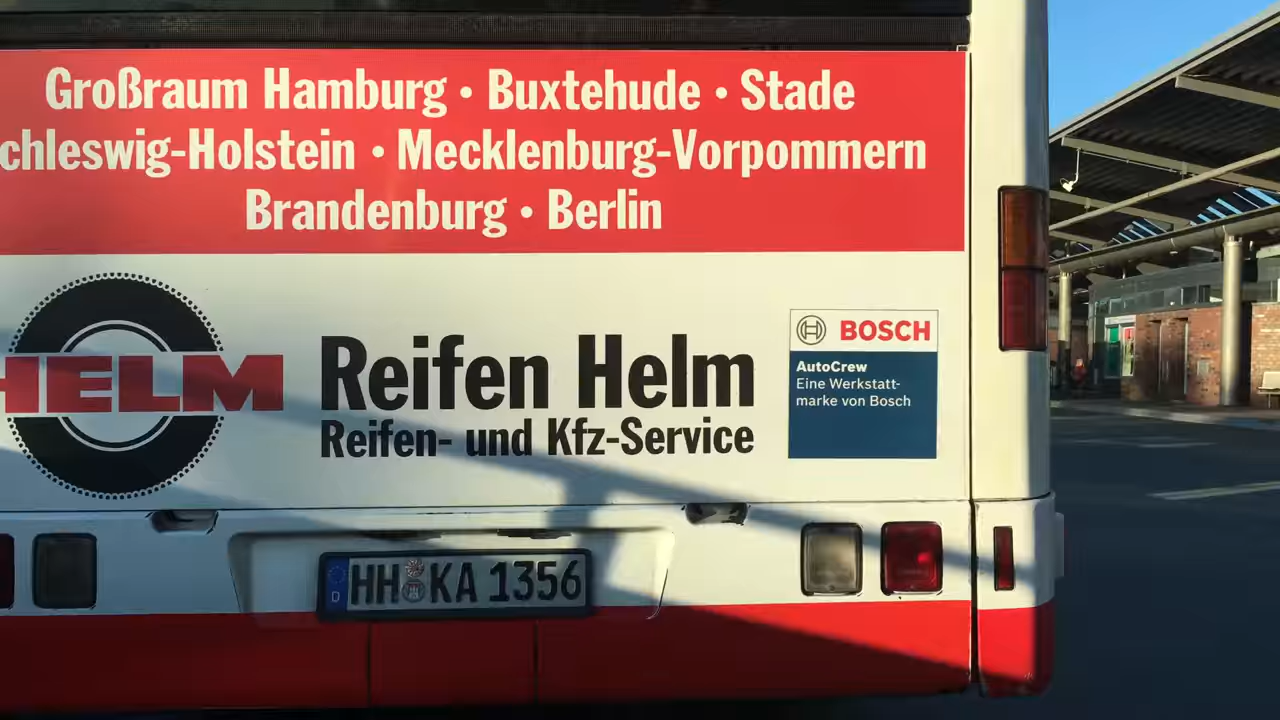 Großraum Hamburg · Buxtehude · Stade
chleswig-Holstein · Mecklenburg-Vorpommern
Brandenburg · Berlin
HELM
Reifen Helm
Reifen- und Kfz-Service
BOSCH
AutoCrew
Eine Werkstatt-
marke von Bosch
D HH KA 1356